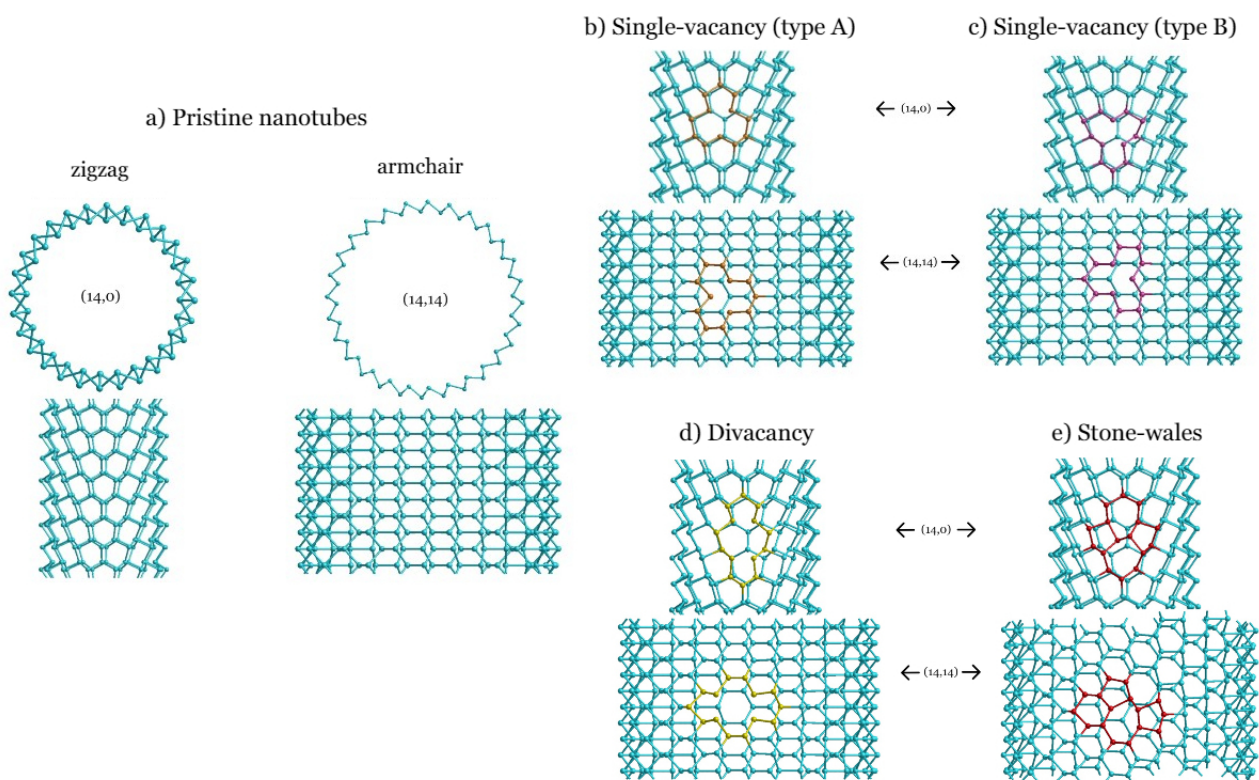 a) Pristine nanotubes
zigzag
armchair
(14,0)
(14,14)
b) Single-vacancy (type A)
c) Single-vacancy (type B)
(14,0)
(14,14)
d) Divacancy
e) Stone-wales
(14,0)
(14,14)